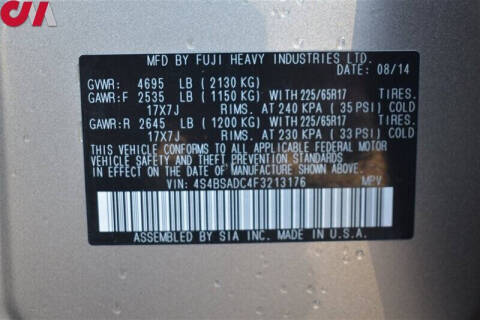 MFD BY FUJI HEAVY INDUSTRIES LTD.
DATE: 08/14
GVWR: 4695 LB (2130 KG)
GAWR:F 2535 LB (1150 KG) WITH 225/65R17 TIRES.
17X7J RIMS. AT 240 KPA (35 PSI) COLD
GAWR:R 2645 LB (1200 KG) WITH 225/65R17 TIRES.
17X7J RIMS. AT 230 KPA (33 PSI) COLD
THIS VEHICLE CONFORMS TO ALL APPLICABLE FEDERAL MOTOR
VEHICLE SAFETY, BUMPER, AND THEFT PREVENTION STANDARDS
IN EFFECT ON THE DATE OF MANUFACTURE SHOWN ABOVE.
VIN: 4S4BSADC4F3213176 MPV
ASSEMBLED BY SIA INC. MADE IN U.S.A.